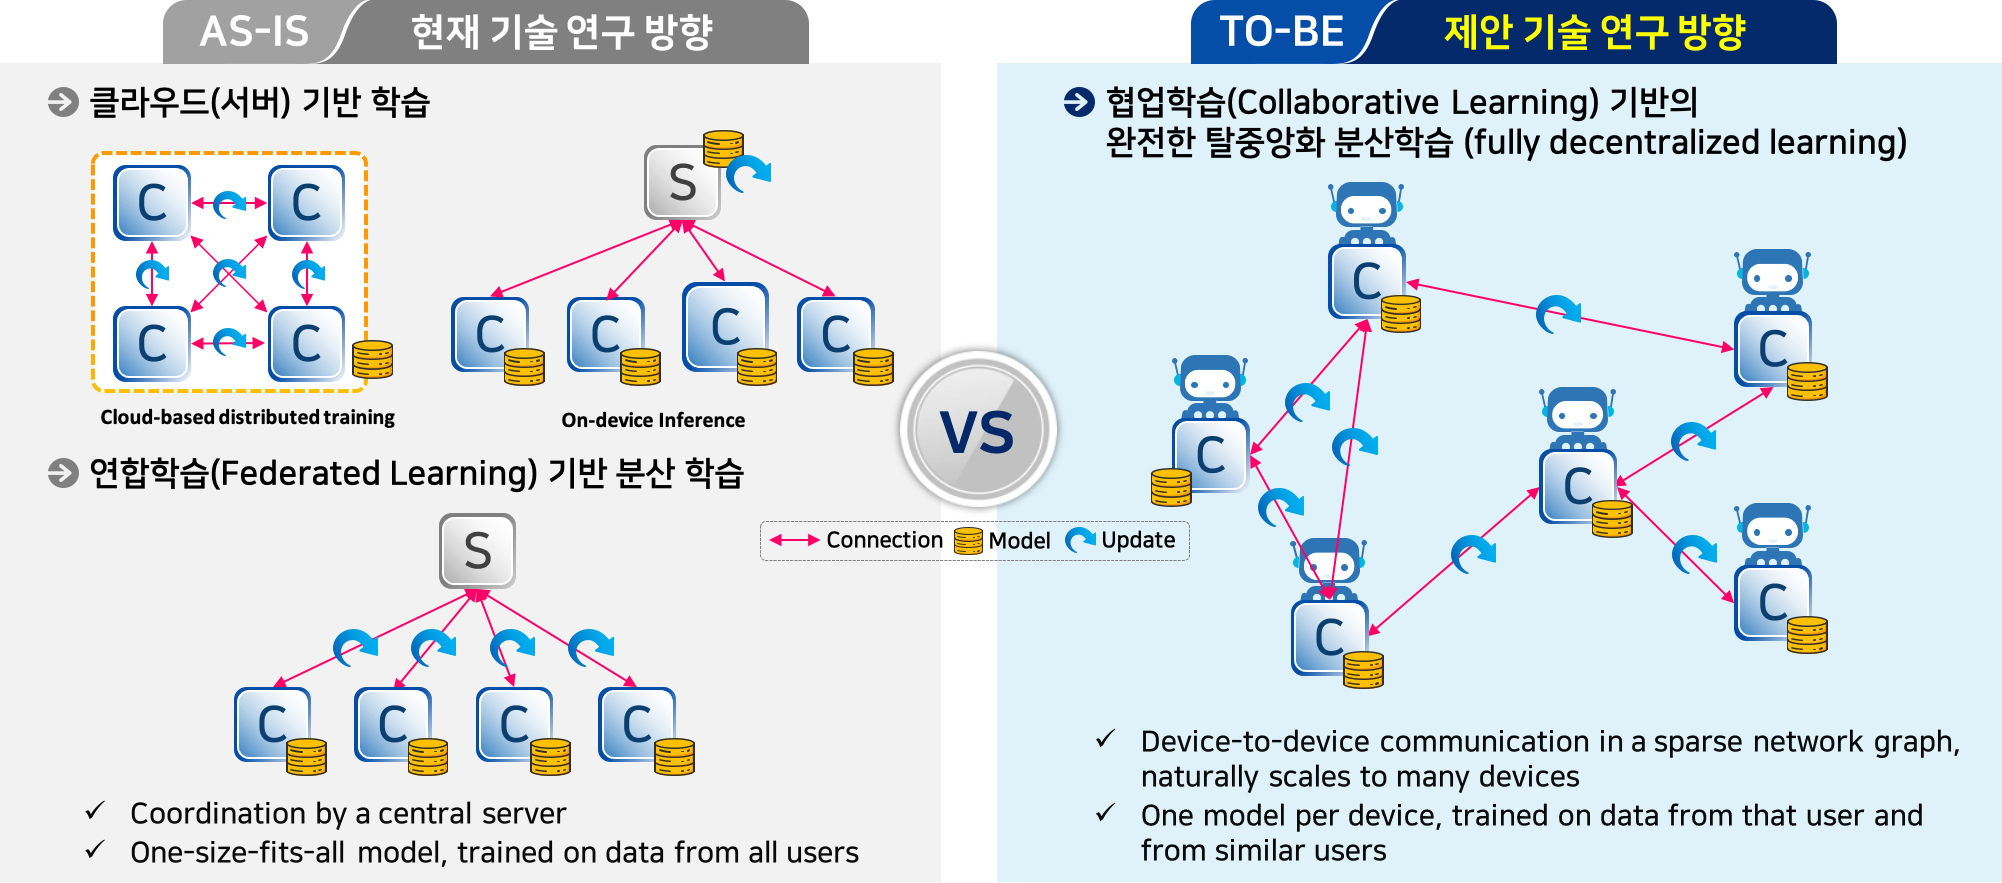 AS-IS 현재 기술 연구 방향
클라우드(서버) 기반 학습
C C
C C
Cloud-based distributed training
S
C C C C
On-device Inference
연합학습(Federated Learning) 기반 분산 학습
S
C C C C
Coordination by a central server
One-size-fits-all model, trained on data from all users
VS
Connection Model Update
TO-BE 제안 기술 연구 방향
협업학습(Collaborative Learning) 기반의
완전한 탈중앙화 분산학습 (fully decentralized learning)
C
C
C
C
C
C
Device-to-device communication in a sparse network graph,
naturally scales to many devices
One model per device, trained on data from that user and
from similar users